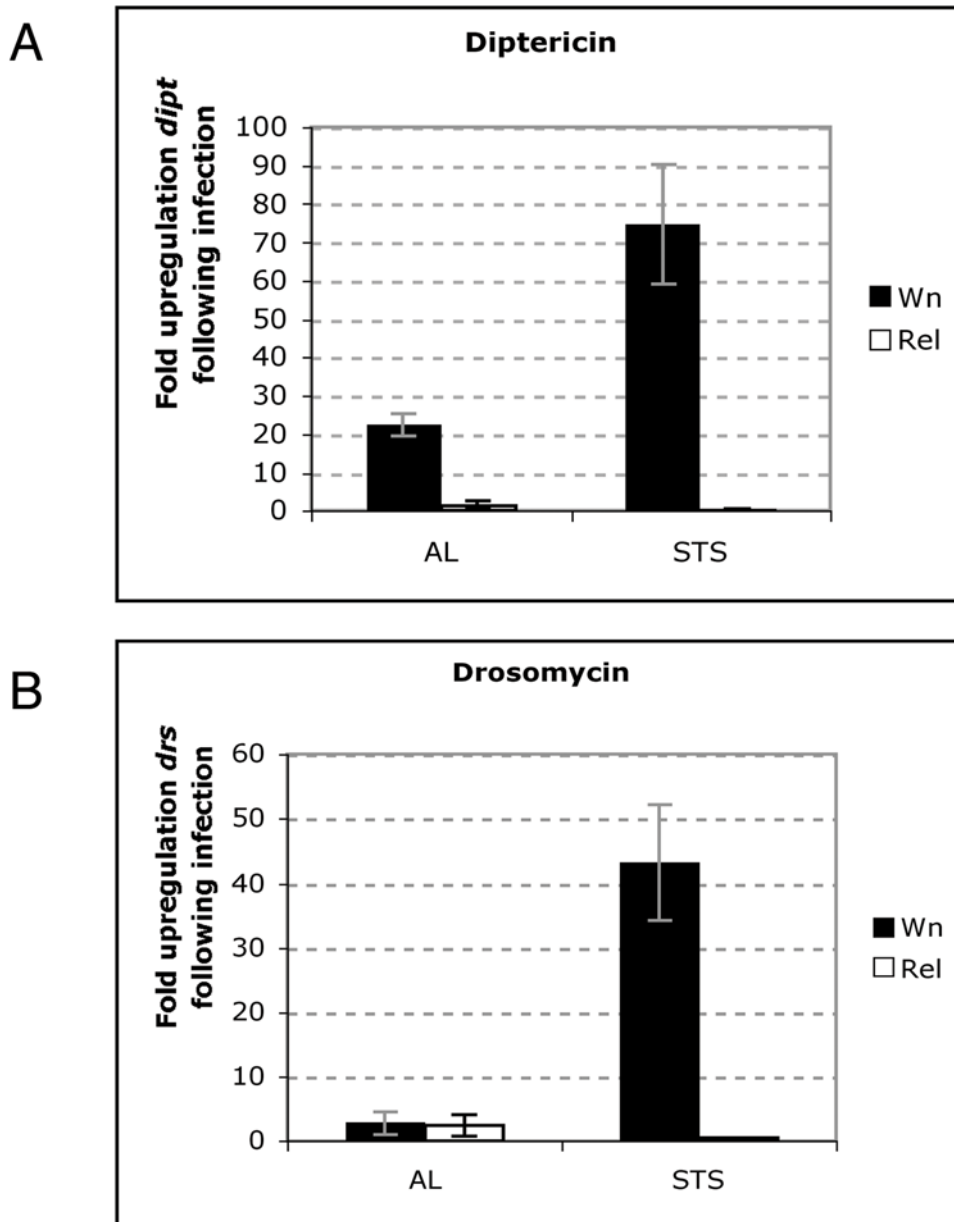 A
Diptericin
Fold upregulation dipt
following infection
100
90
80
70
60
50
40
30
20
10
0
AL
STS
Wn
Rel
B
Drosomycin
Fold upregulation drs
following infection
60
50
40
30
20
10
0
AL
STS
Wn
Rel